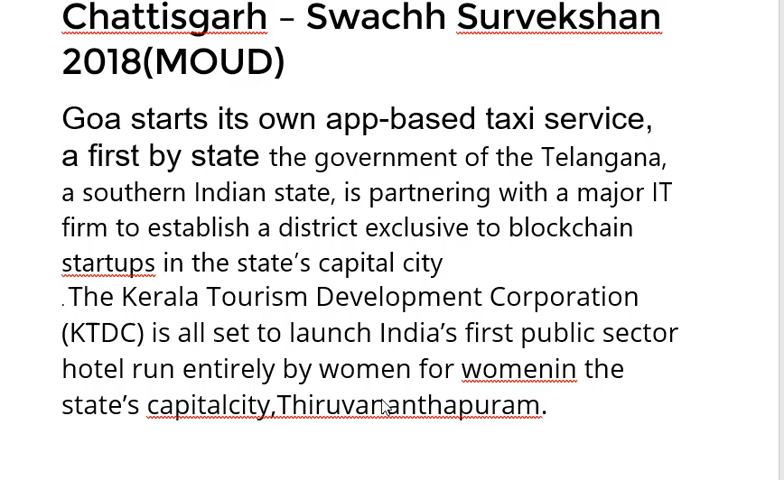 Chattisgarh – Swachh Survekshan
2018(MOUD)
Goa starts its own app-based taxi service,
a first by state the government of the Telangana,
a southern Indian state, is partnering with a major IT
firm to establish a district exclusive to blockchain
startups in the state’s capital city
.The Kerala Tourism Development Corporation
(KTDC) is all set to launch India’s first public sector
hotel run entirely by women for womenin the
state’s capitalcity,Thiruvananthapuram.